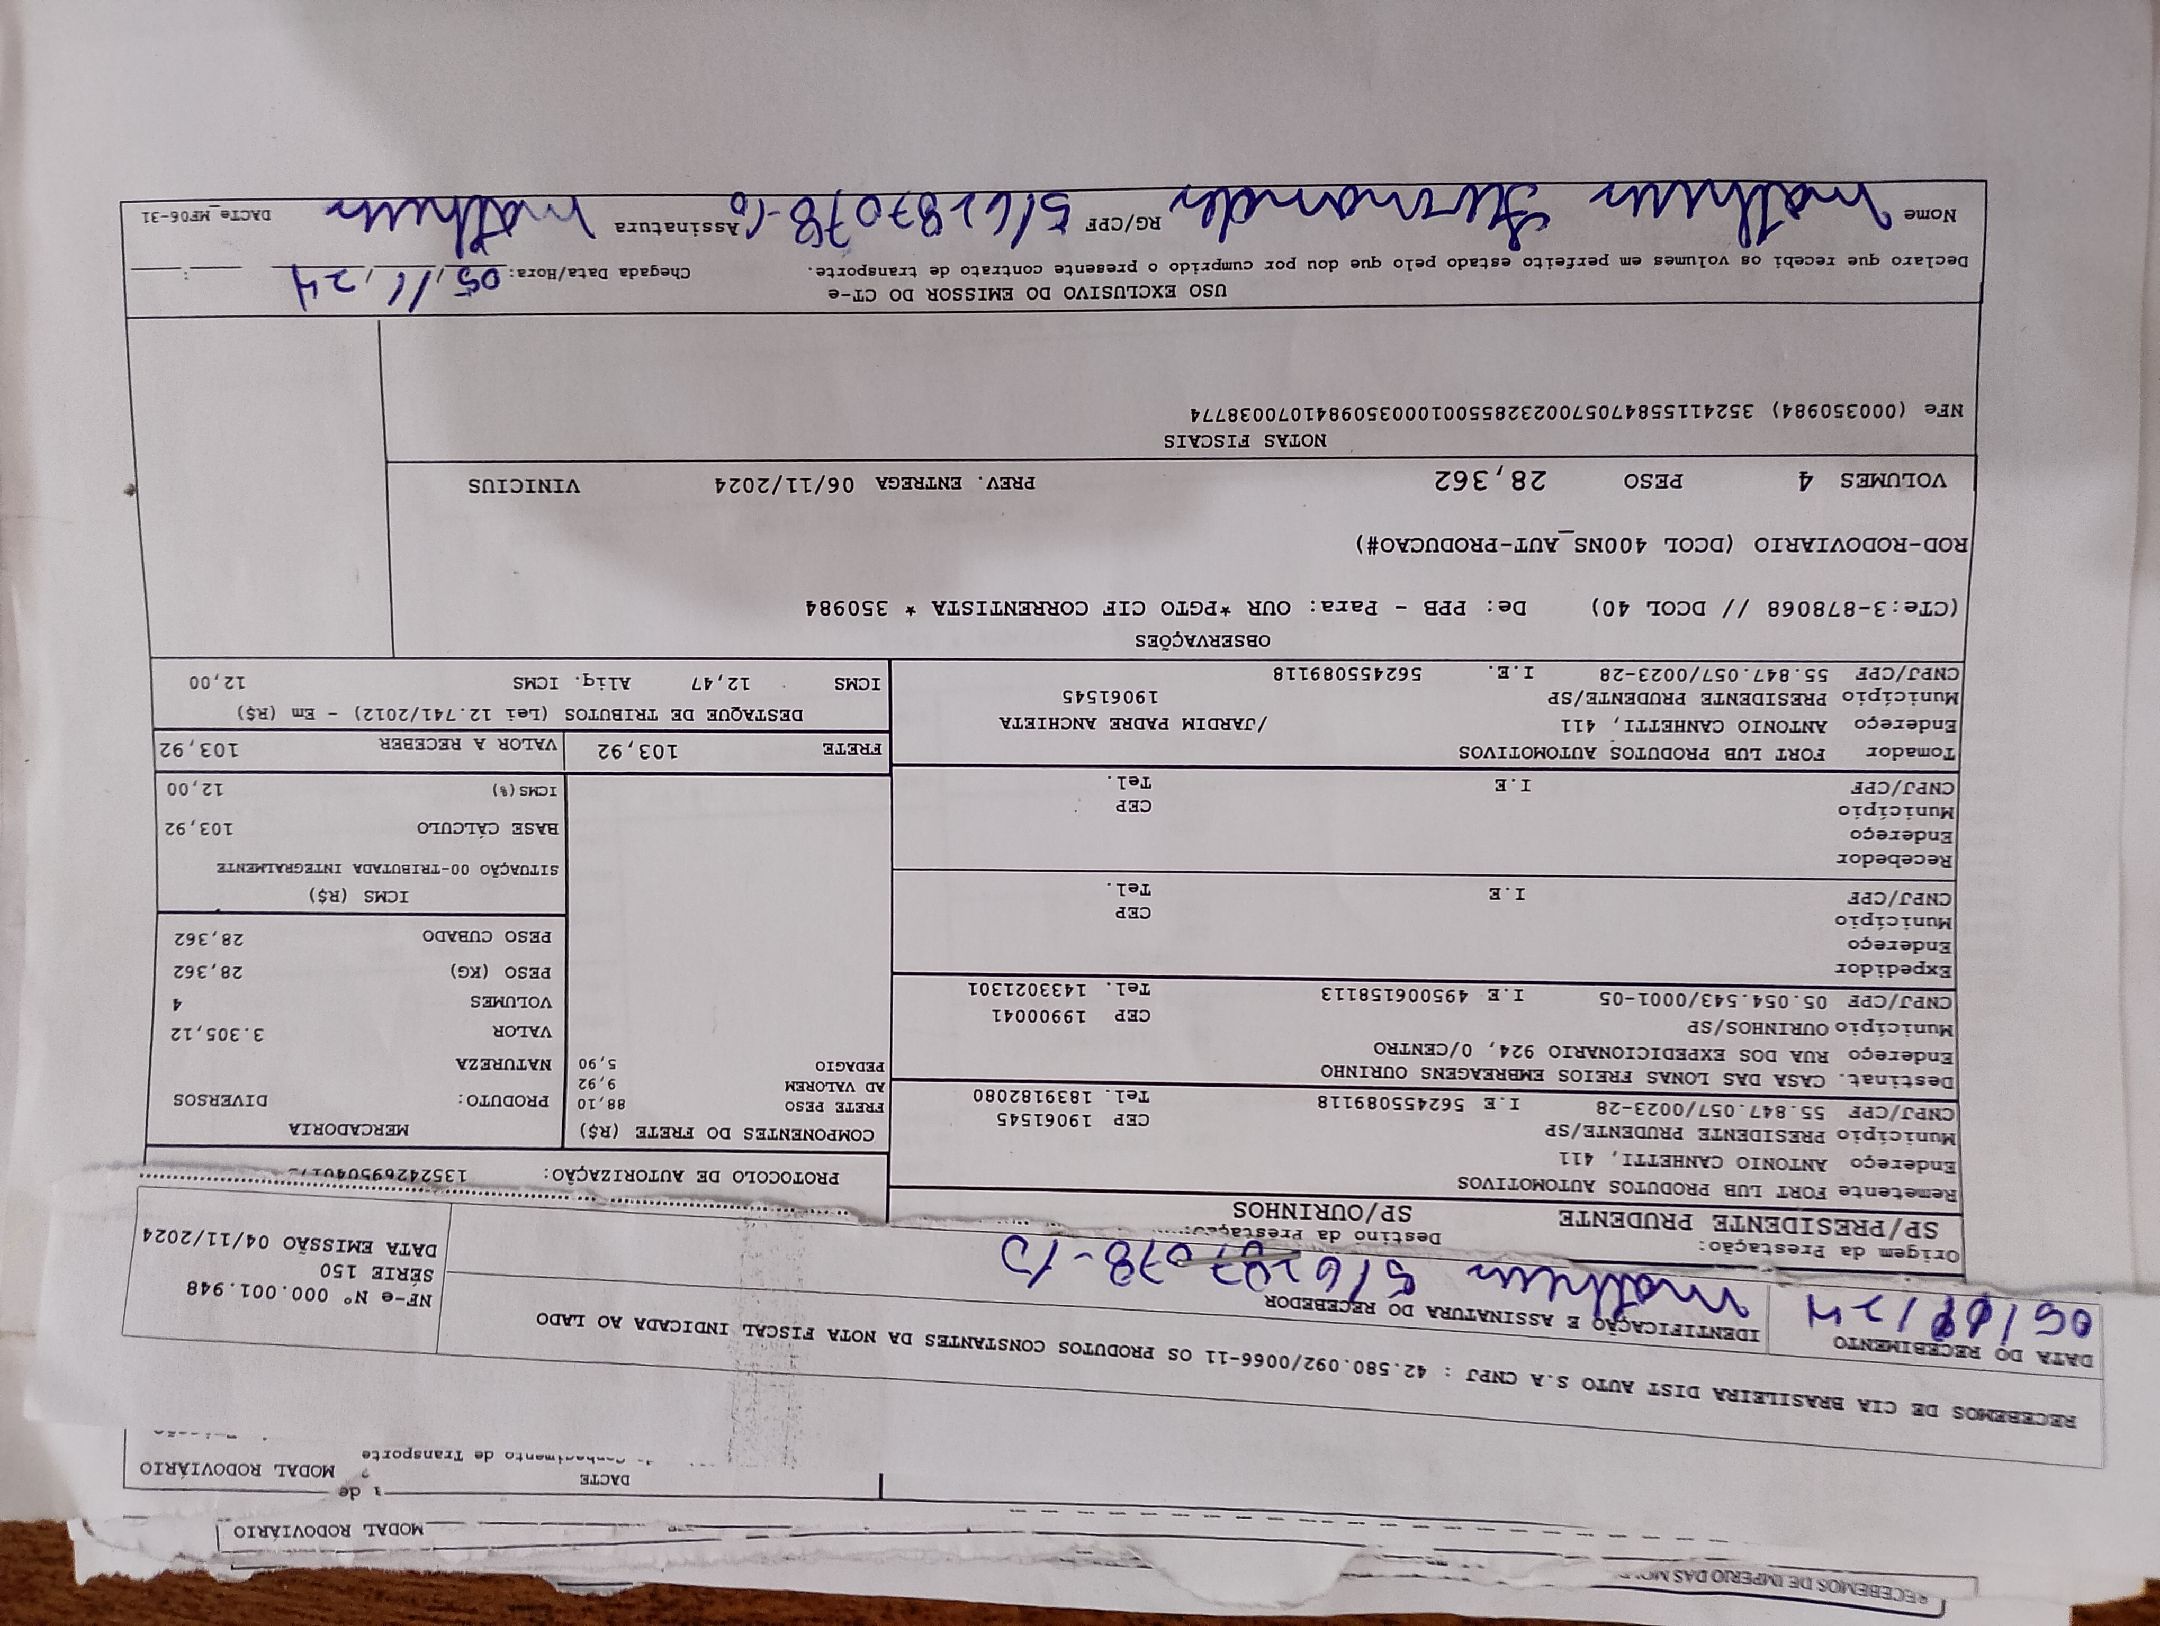 RECEBEMOS DE IMPERIO DAS
MODAL RODOVIÁRIO
DACTE
de Transporte
MODAL RODOVIÁRIO
RECEBEMOS DE CIA BRASILEIRA DIST AUTO S.A CNPJ : 42.580.092/0066-11 OS PRODUTOS CONSTANTES DA NOTA FISCAL INDICADA AO LADO
DATA DO RECEBIMENTO
IDENTIFICAÇÃO E ASSINATURA DO RECEBEDOR
Matheus
NF-e Nº 000.001.948
SÉRIE 150
DATA EMISSÃO 04/11/2024
Origem da Prestação:
SP/PRESIDENTE PRUDENTE
Destino da Prestação:
SP/OURINHOS
PROTOCOLO DE AUTORIZAÇÃO:
Remetente FORT LUB PRODUTOS AUTOMOTIVOS
Endereço ANTONIO CANHETTI, 411
Município PRESIDENTE PRUDENTE/SP CEP 19061545
CNPJ/CPF 55.847.057/0023-28 I.E 562455089118 Tel. 1839182080
Destinat. CASA DAS LONAS FREIOS EMBREAGENS OURINHO
Endereço RUA DOS EXPEDICIONARIO 924, 0/CENTRO
Município OURINHOS/SP CEP 19900041
CNPJ/CPF 05.054.543/0001-05 I.E 495006158113 Tel. 1433021301
Expedidor
Endereço
Município CEP
CNPJ/CPF I.E Tel.
Recebedor
Endereço
Município CEP
CNPJ/CPF I.E Tel.
Tomador FORT LUB PRODUTOS AUTOMOTIVOS
Endereço ANTONIO CANHETTI, 411 /JARDIM PADRE ANCHIETA
Município PRESIDENTE PRUDENTE/SP 19061545
CNPJ/CPF 55.847.057/0023-28 I.E. 562455089118
COMPONENTES DO FRETE (R$)
FRETE PESO 88,10
AD VALOREM 9,92
PEDAGIO 5,90
FRETE 103,92
MERCADORIA
PRODUTO: DIVERSOS
NATUREZA
VALOR 3.305,12
VOLUMES 4
PESO (KG) 28,362
PESO CUBADO 28,362
ICMS (R$)
SITUAÇÃO 00-TRIBUTADA INTEGRALMENTE
BASE CÁLCULO 103,92
ICMS(%) 12,00
VALOR A RECEBER 103,92
DESTAQUE DE TRIBUTOS (Lei 12.741/2012) - Em (R$)
ICMS 12,47 Aliq. ICMS 12,00
OBSERVAÇÕES
(CTe:3-878068 // DCOL 40) De: PPB - Para: OUR *PGTO CIF CORRENTISTA * 350984
ROD-RODOVIARIO (DCOL 400NS_AUT-PRODUCAO#)
VOLUMES 4 PESO 28,362 PREV. ENTREGA 06/11/2024 VINICIUS
NOTAS FISCAIS
NFe (000350984) 35241155847057002328550010003509841070038774
USO EXCLUSIVO DO EMISSOR DO CT-e
Declaro que recebi os volumes em perfeito estado pelo que dou por cumprido o presente contrato de transporte. Chegada Data/Hora: 05/11/24
Nome Matheus RG/CPF Assinatura Matheus DACTe_MF06-31